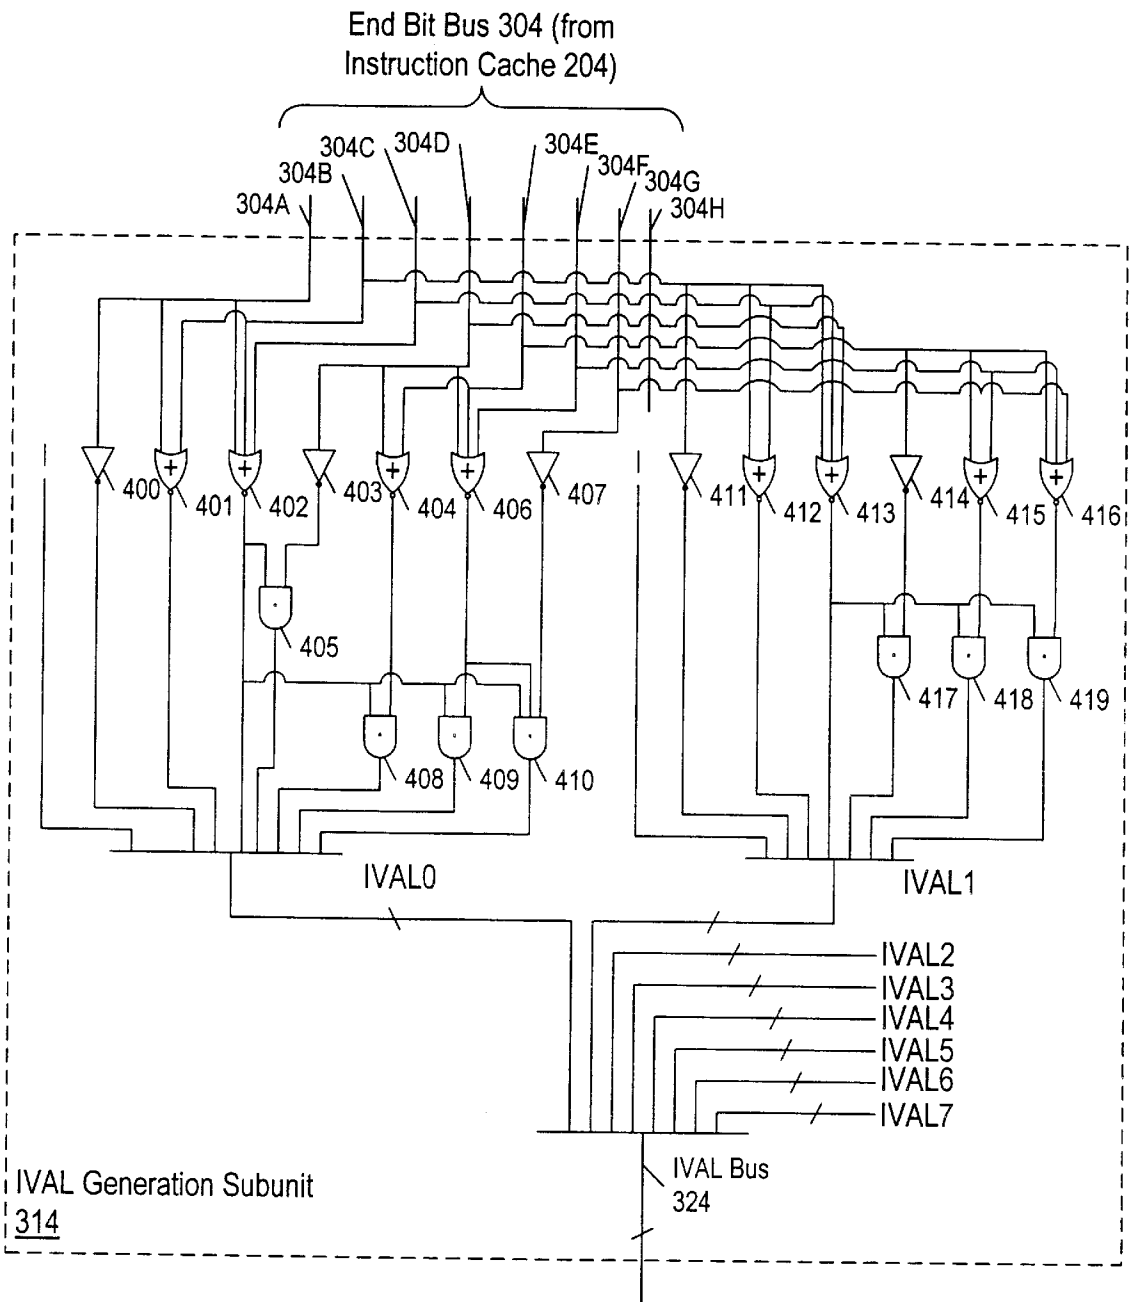 End Bit Bus 304 (from
Instruction Cache 204)
304A
304B
304C
304D
304E
304F
304G
304H
400
401
402
403
404
406
407
411
412
413
414
415
416
405
417
418
419
408
409
410
IVAL0
IVAL1
IVAL2
IVAL3
IVAL4
IVAL5
IVAL6
IVAL7
IVAL Bus
324
IVAL Generation Subunit
314